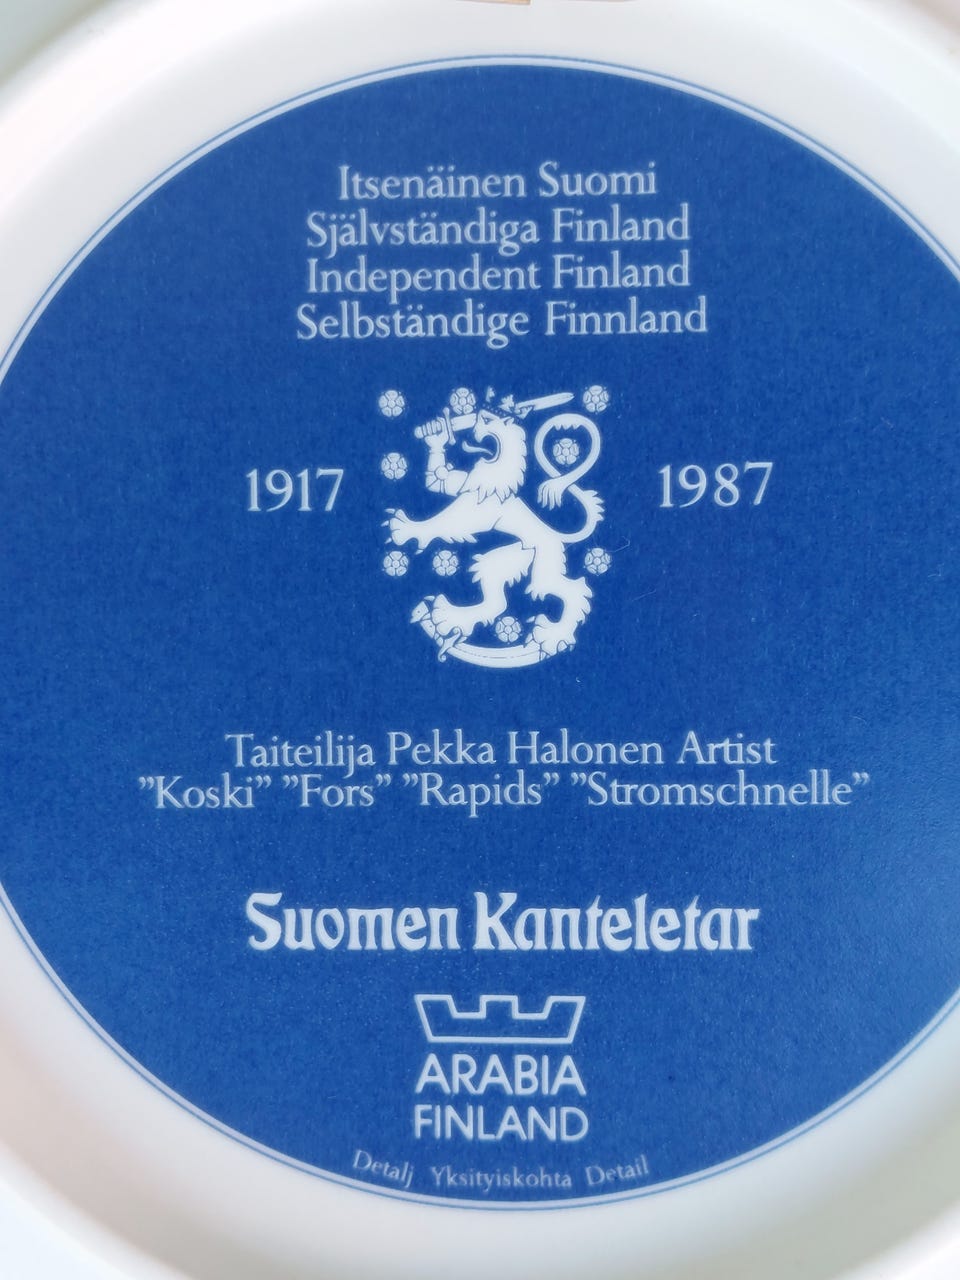 Itsenäinen Suomi
Självständiga Finland
Independent Finland
Selbständige Finnland
1917 1987
Taiteilija Pekka Halonen Artist
”Koski” ”Fors” ”Rapids” ”Stromschnelle”
Suomen Kanteletar
ARABIA
FINLAND
Detalj Yksityiskohta Detail